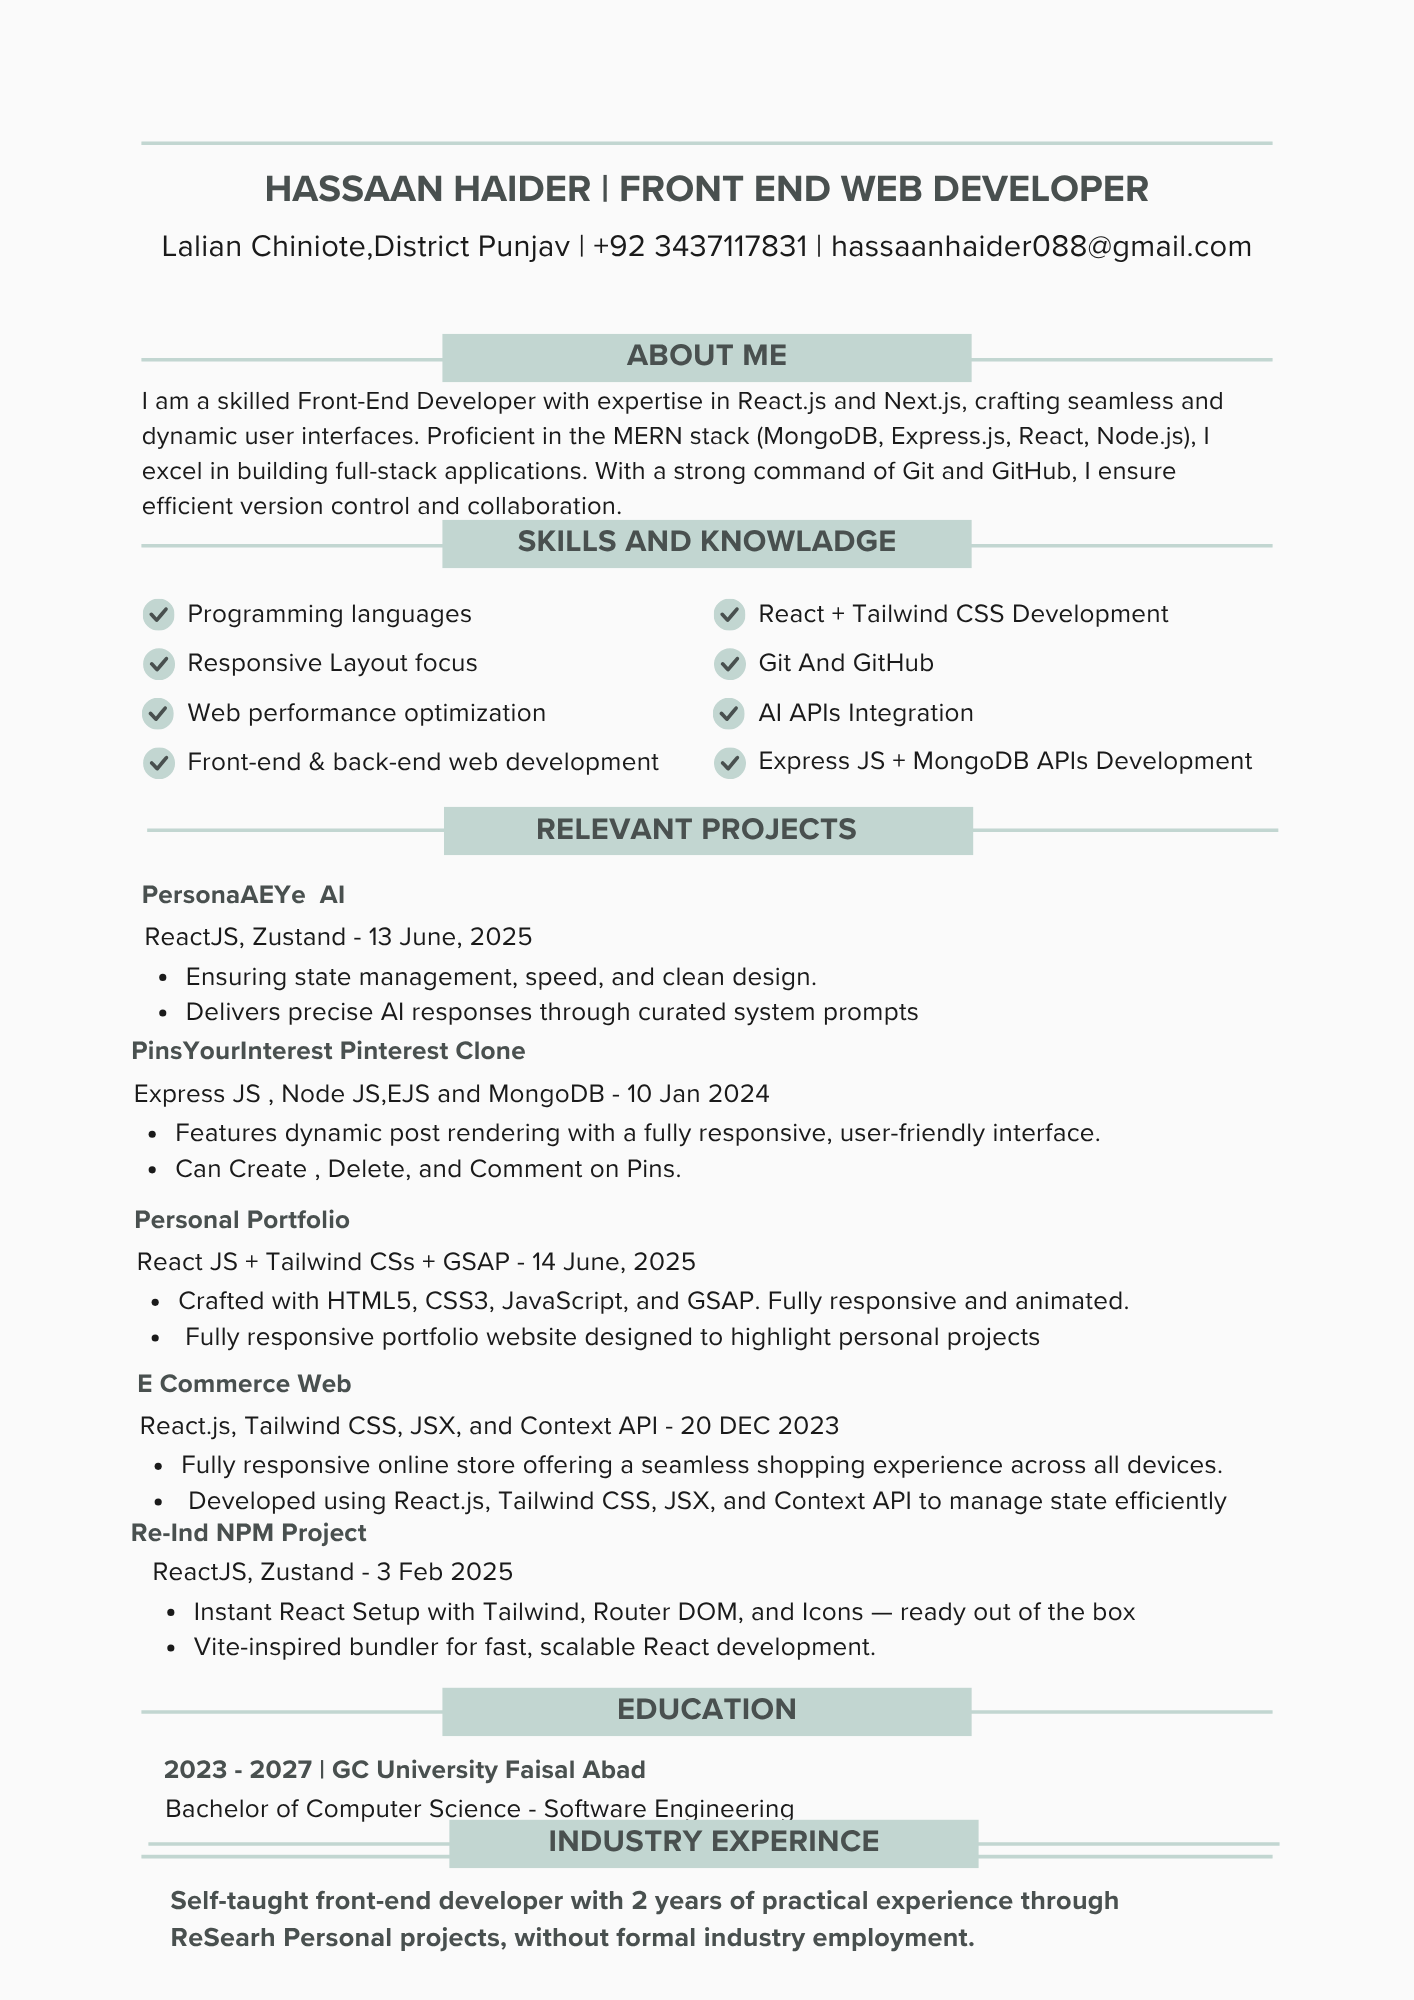 HASSAAN HAIDER | FRONT END WEB DEVELOPER
Lalian Chiniote,District Punjav | +92 3437117831 | hassaanhaider088@gmail.com
ABOUT ME
I am a skilled Front-End Developer with expertise in React.js and Next.js, crafting seamless and
dynamic user interfaces. Proficient in the MERN stack (MongoDB, Express.js, React, Node.js), I
excel in building full-stack applications. With a strong command of Git and GitHub, I ensure
efficient version control and collaboration.
SKILLS AND KNOWLADGE
Programming languages
Responsive Layout focus
Web performance optimization
Front-end & back-end web development
React + Tailwind CSS Development
Git And GitHub
AI APIs Integration
Express JS + MongoDB APIs Development
RELEVANT PROJECTS
PersonaAEYe  AI
ReactJS, Zustand - 13 June, 2025
• Ensuring state management, speed, and clean design.
• Delivers precise AI responses through curated system prompts
PinsYourInterest Pinterest Clone
Express JS , Node JS,EJS and MongoDB - 10 Jan 2024
• Features dynamic post rendering with a fully responsive, user-friendly interface.
• Can Create , Delete, and Comment on Pins.
Personal Portfolio
React JS + Tailwind CSs + GSAP - 14 June, 2025
• Crafted with HTML5, CSS3, JavaScript, and GSAP. Fully responsive and animated.
• Fully responsive portfolio website designed to highlight personal projects
E Commerce Web
React.js, Tailwind CSS, JSX, and Context API - 20 DEC 2023
• Fully responsive online store offering a seamless shopping experience across all devices.
• Developed using React.js, Tailwind CSS, JSX, and Context API to manage state efficiently
Re-Ind NPM Project
ReactJS, Zustand - 3 Feb 2025
• Instant React Setup with Tailwind, Router DOM, and Icons — ready out of the box
• Vite-inspired bundler for fast, scalable React development.
EDUCATION
2023 - 2027 | GC University Faisal Abad
Bachelor of Computer Science - Software Engineering
INDUSTRY EXPERINCE
Self-taught front-end developer with 2 years of practical experience through
ReSearh Personal projects, without formal industry employment.